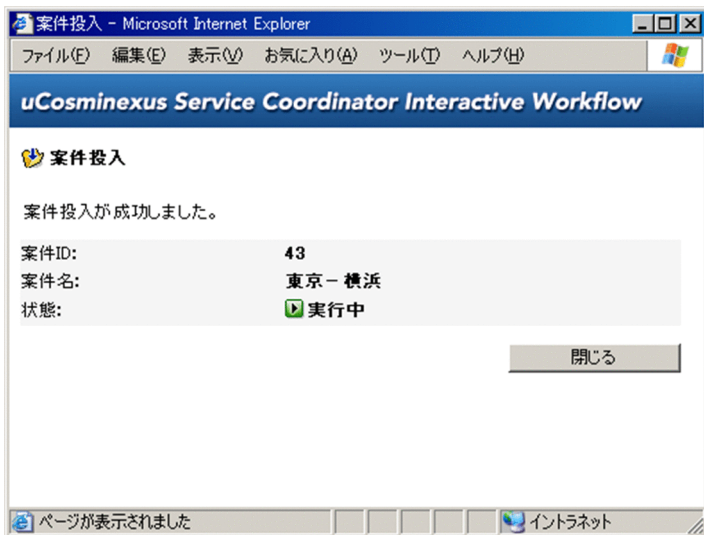 案件投入 - Microsoft Internet Explorer
ファイル(F) 編集(E) 表示(V) お気に入り(A) ツール(T) ヘルプ(H)
uCosminexus Service Coordinator Interactive Workflow
案件投入
案件投入が成功しました。
案件ID: 43
案件名: 東京－横浜
状態: 実行中
閉じる
ページが表示されました イントラネット